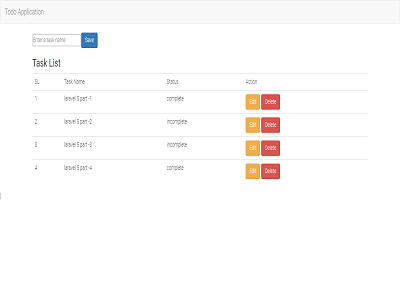 Todo Application
Enter a task name Save
Task List
SL Task Name Status Action
1 laravel 5 part -1 complete Edit Delete
2 laravel 5 part -2 incomplete Edit Delete
3 laravel 5 part -3 incomplete Edit Delete
4 laravel 5 part -4 complete Edit Delete